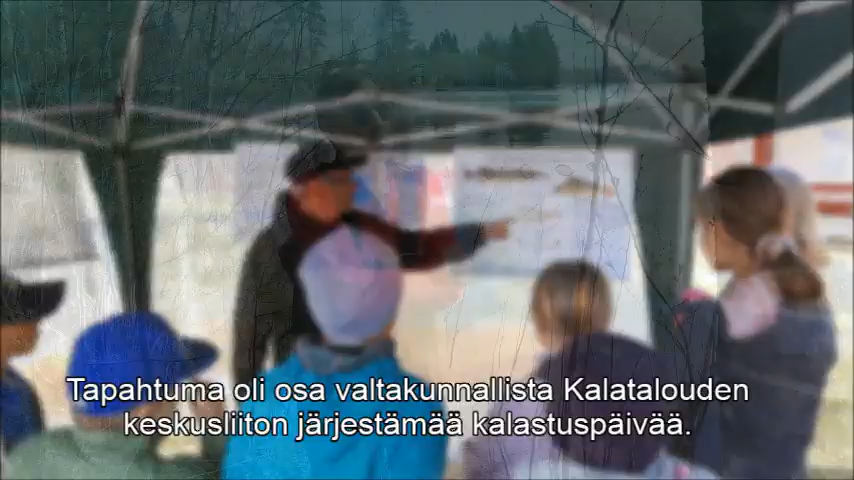 Tapahtuma oli osa valtakunnallista Kalatalouden
keskusliiton järjestämää kalastuspäivää.